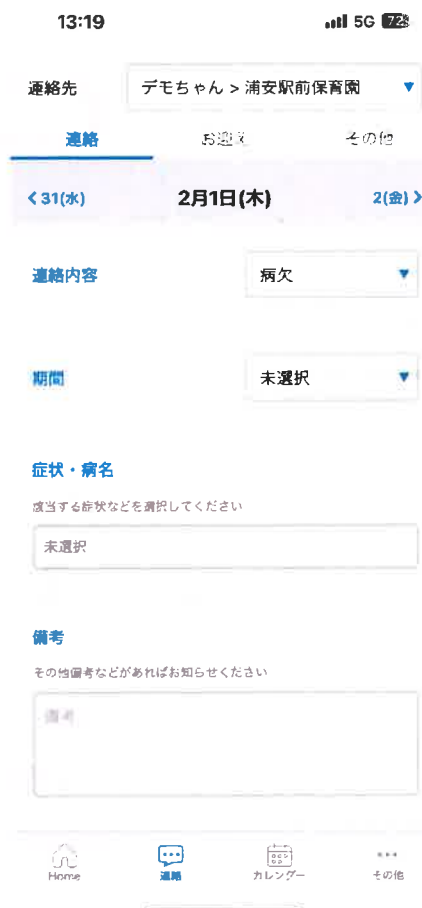 13:19
5G 72
連絡先
デモちゃん > 浦安駅前保育園 ▼
連絡 お迎え その他
< 31(水) 2月1日(木) 2(金) >
連絡内容 病欠 ▼
期間 未選択 ▼
症状・病名
該当する症状などを選択してください
未選択
備考
その他備考などがあればお知らせください
備考
Home 連絡 カレンダー その他